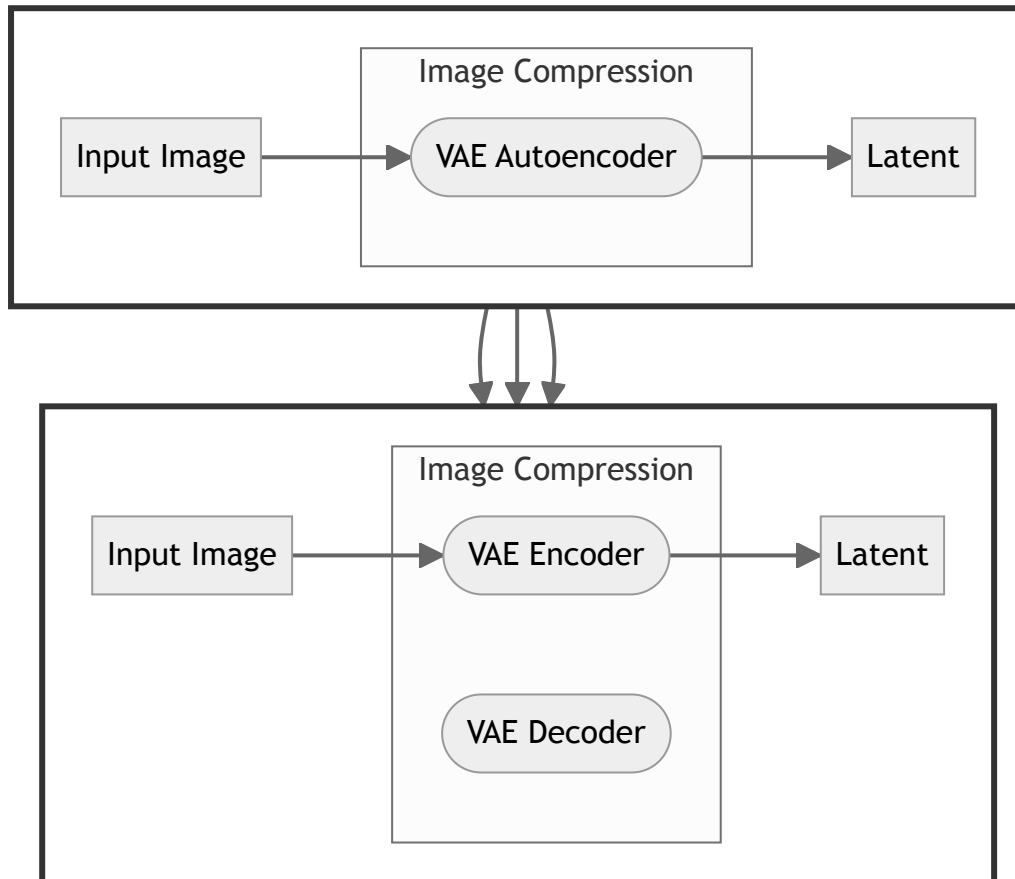 Image Compression
Input Image
VAE Autoencoder
Latent
Image Compression
Input Image
VAE Encoder
Latent
VAE Decoder